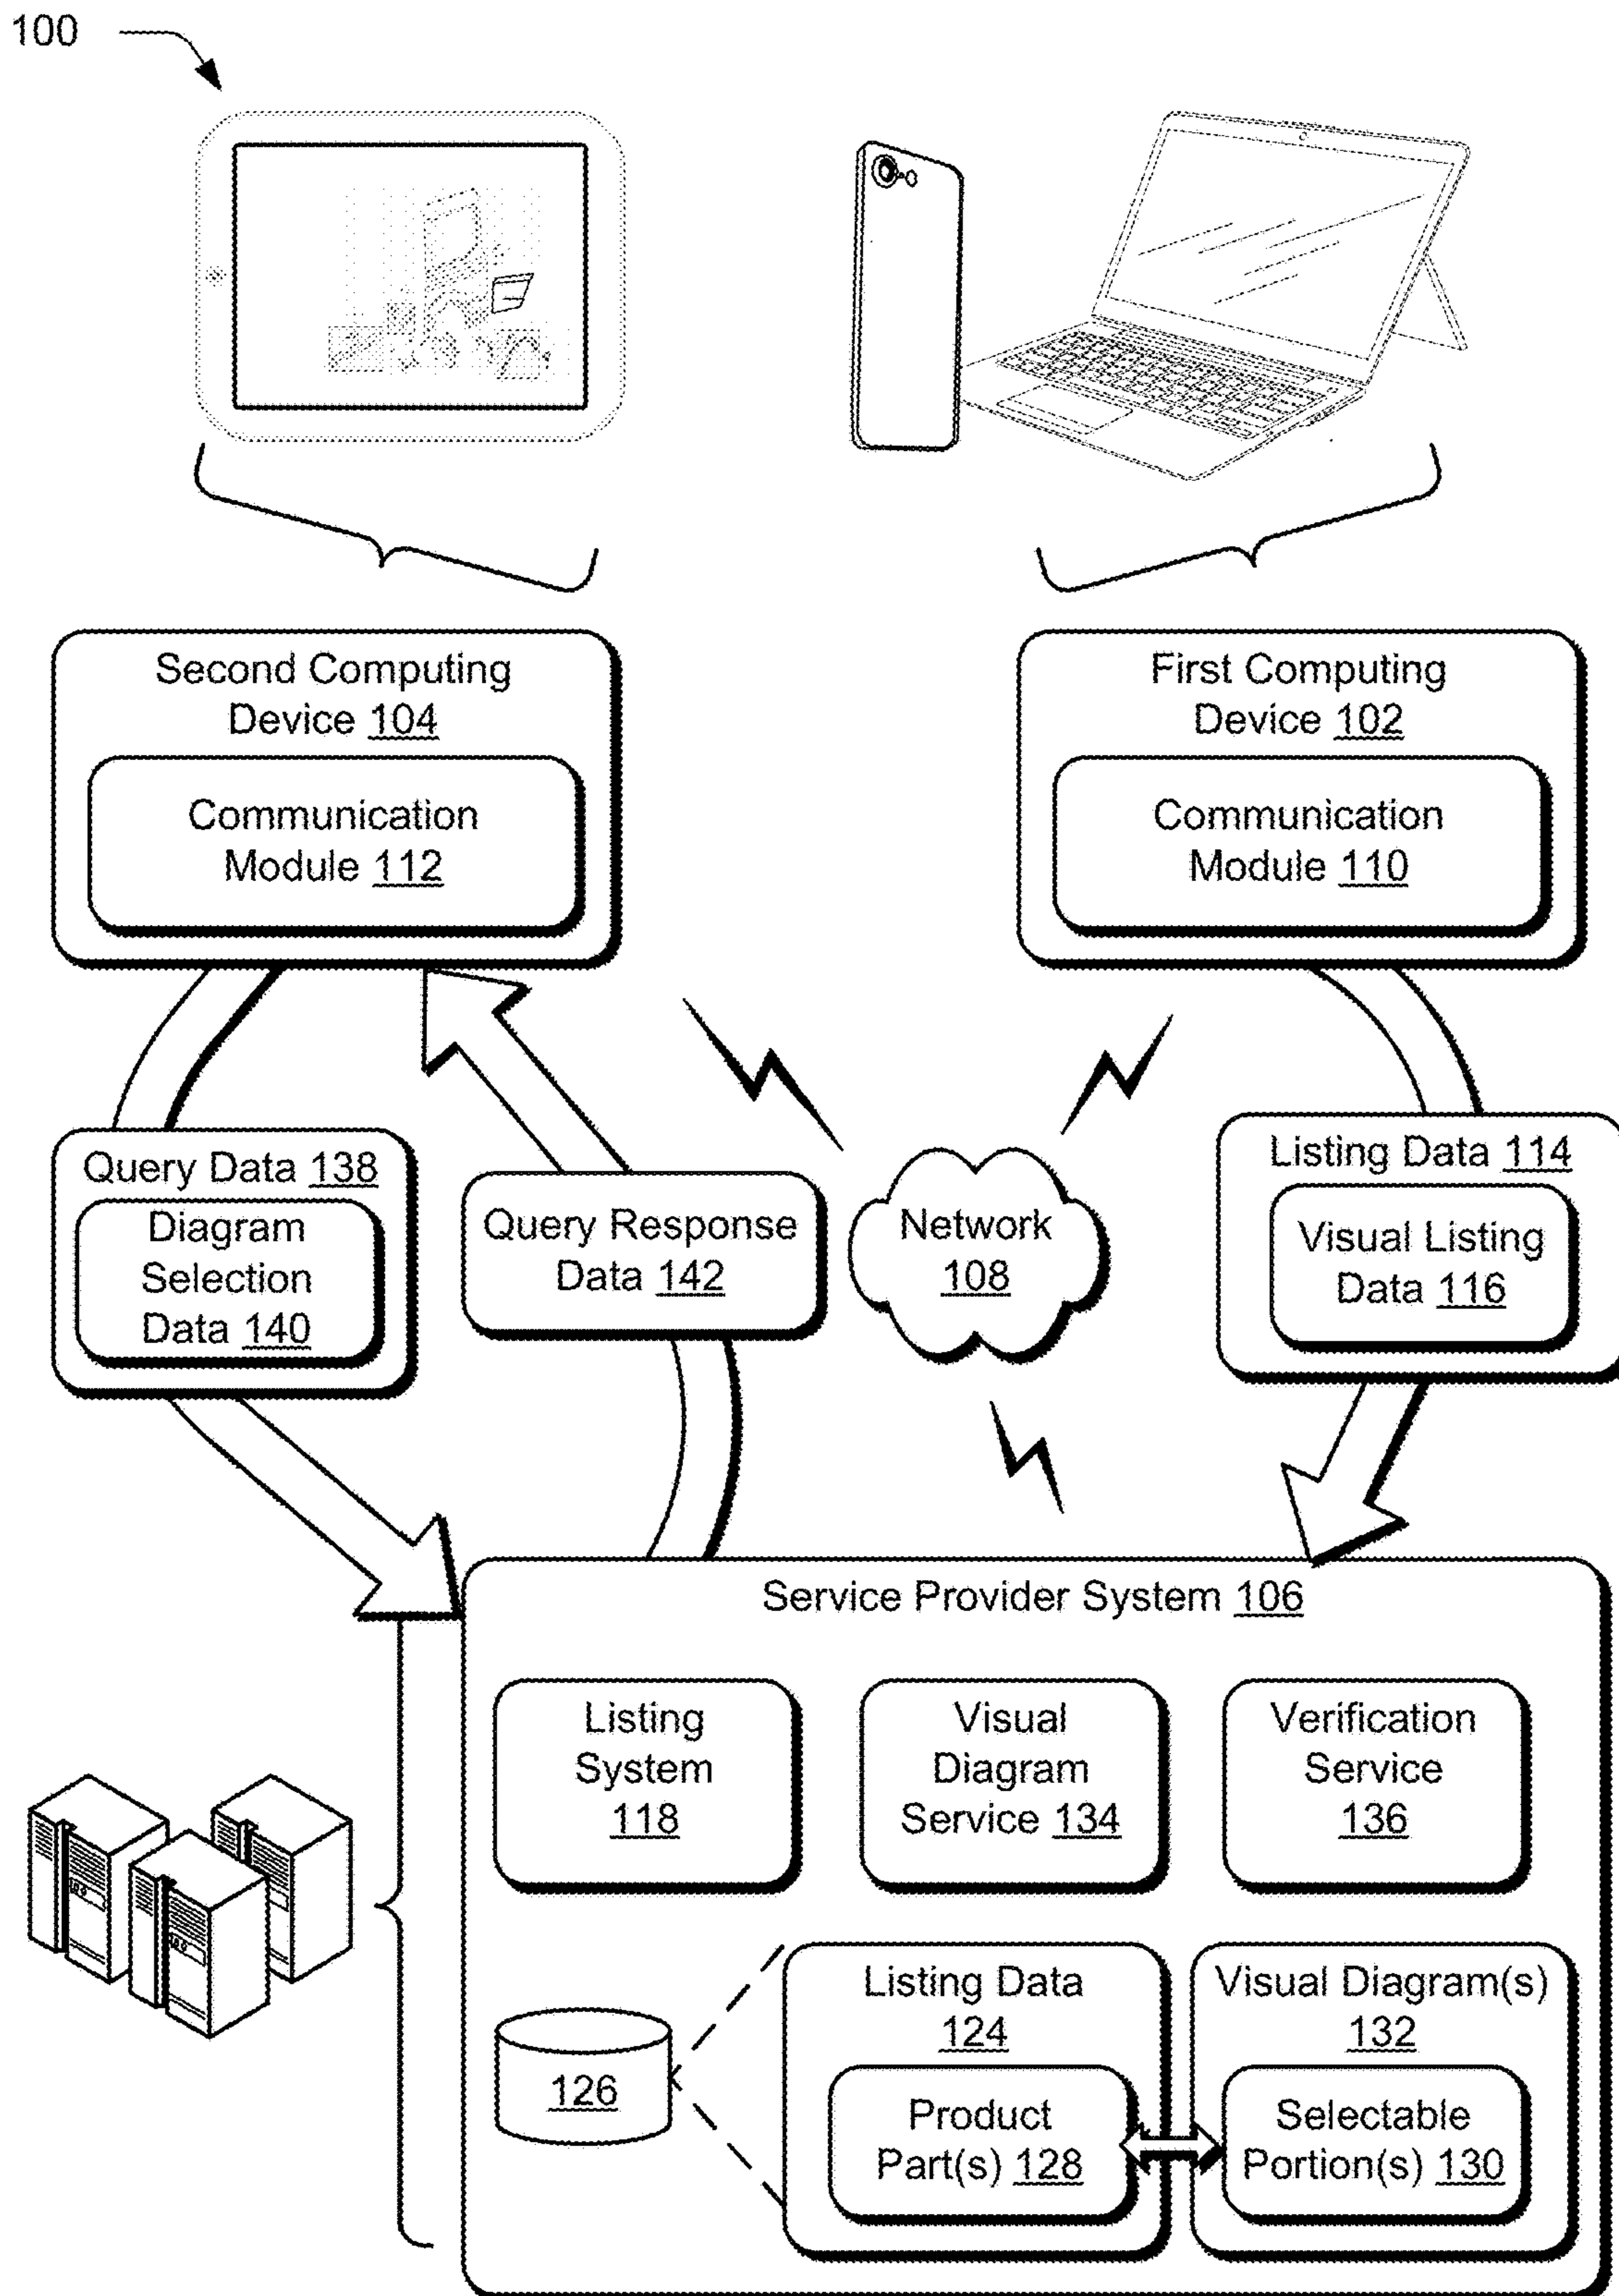 100
Second Computing
Device 104
Communication
Module 112
First Computing
Device 102
Communication
Module 110
Query Data 138
Diagram
Selection
Data 140
Query Response
Data 142
Network
108
Listing Data 114
Visual Listing
Data 116
Service Provider System 106
Listing
System
118
Visual
Diagram
Service 134
Verification
Service
136
126
Listing Data
124
Product
Part(s) 128
Visual Diagram(s)
132
Selectable
Portion(s) 130